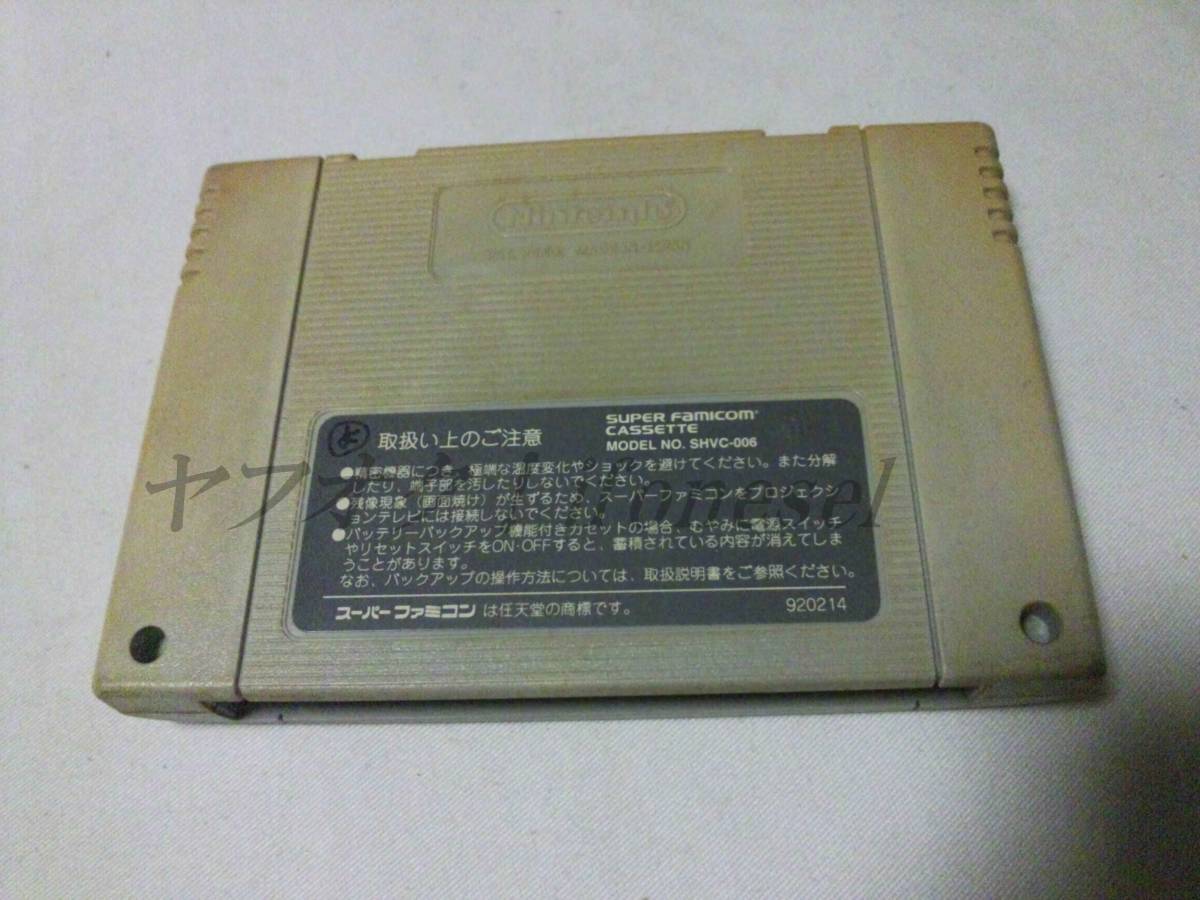 Nintendo
よ
取扱い上のご注意
SUPER FAMICOM
CASSETTE
MODEL NO. SHVC-006
●精密機器につき、極端な温度変化やショックを避けてください。また分解
したり、端子部を汚したりしないでください。
●残像現象(画面焼け)が生ずるため、スーパーファミコンをプロジェクシ
ョンテレビには接続しないでください。
●バッテリーバックアップ機能付きカセットの場合、むやみに電源スイッチ
やリセットスイッチをON・OFFすると、蓄積されている内容が消えてしま
うことがあります。
なお、バックアップの操作方法については、取扱説明書をご参照ください。
スーパーファミコン は任天堂の商標です。
920214